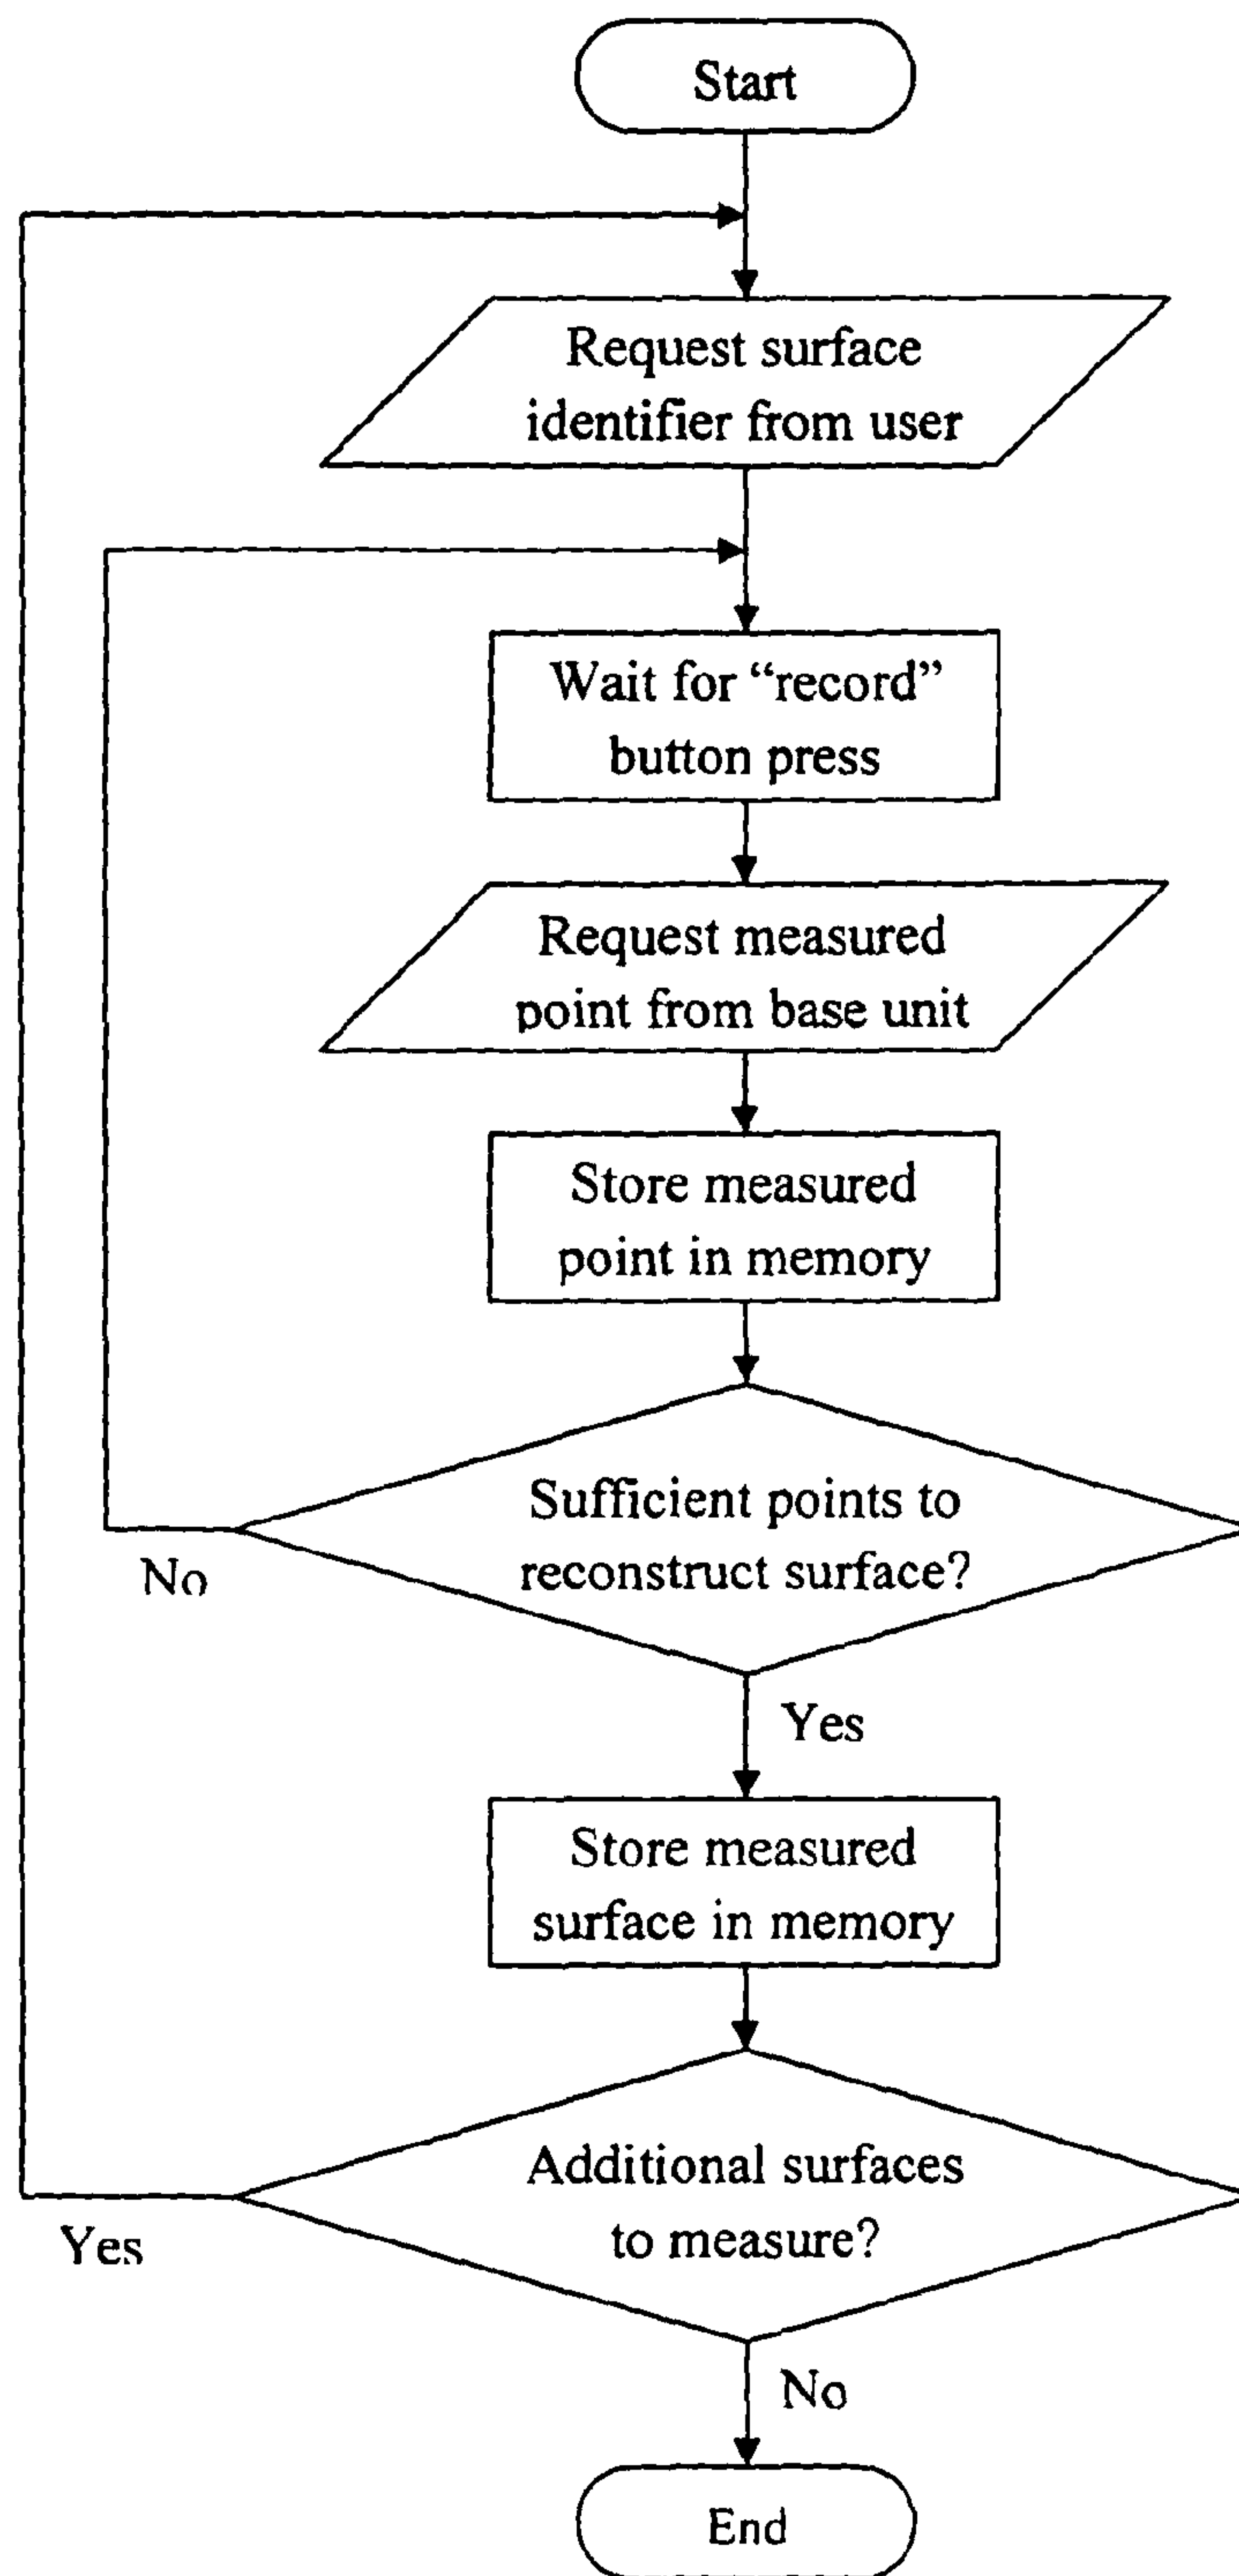 Start
Request surface
identifier from user
Wait for “record”
button press
Request measured
point from base unit
Store measured
point in memory
Sufficient points to
reconstruct surface?
No
Yes
Store measured
surface in memory
Additional surfaces
to measure?
Yes
No
End